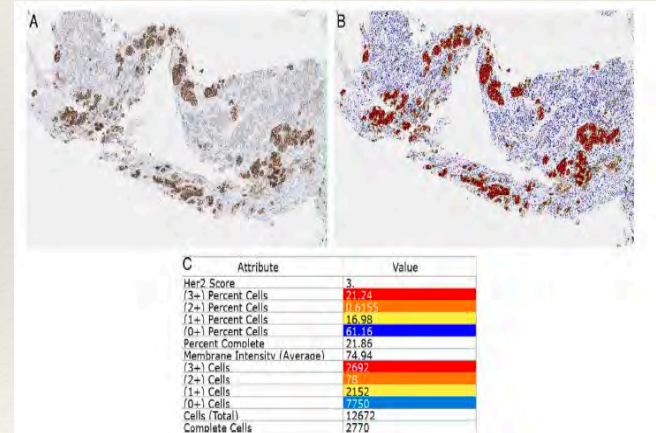 A
B
C
Attribute Value
Her2 Score 3.
(3+) Percent Cells 21.24
(2+) Percent Cells 0.6155
(1+) Percent Cells 16.98
(0+) Percent Cells 61.16
Percent Complete 21.86
Membrane Intensity (Average) 74.94
(3+) Cells 2692
(2+) Cells 78
(1+) Cells 2152
(0+) Cells 7750
Cells (Total) 12672
Complete Cells 2770